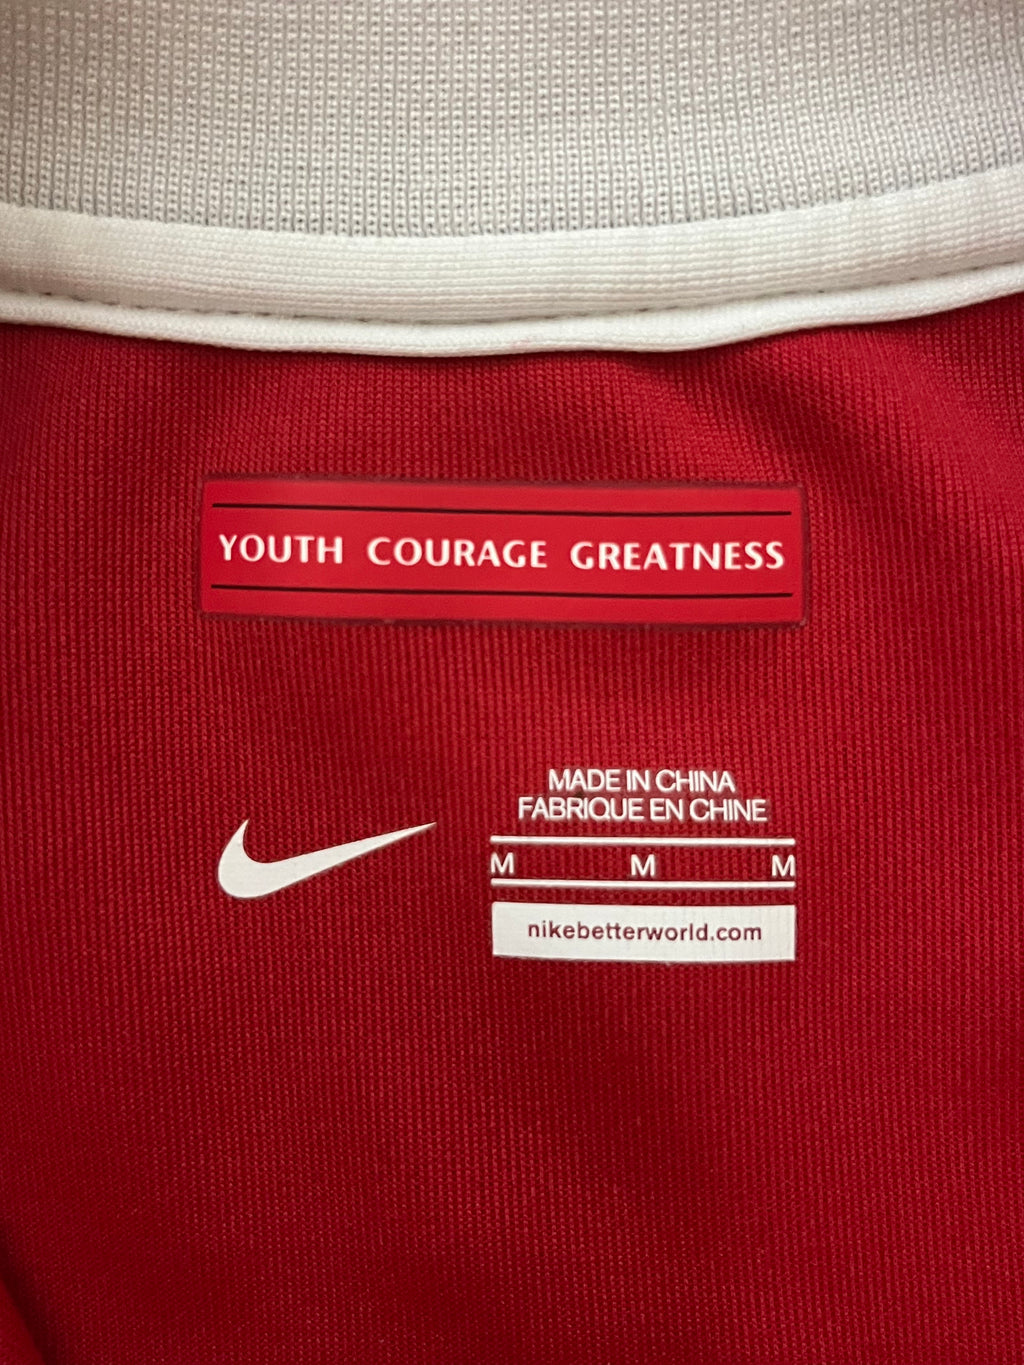 YOUTH COURAGE GREATNESS
MADE IN CHINA
FABRIQUE EN CHINE
M M M
nikebetterworld.com